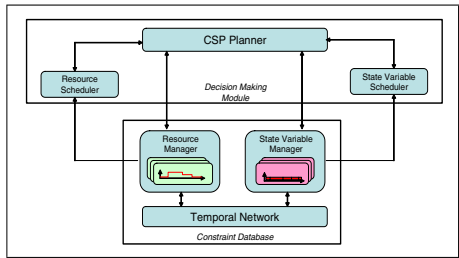 CSP Planner
Resource
Scheduler
State Variable
Scheduler
Decision Making
Module
Resource
Manager
State Variable
Manager
Temporal Network
Constraint Database